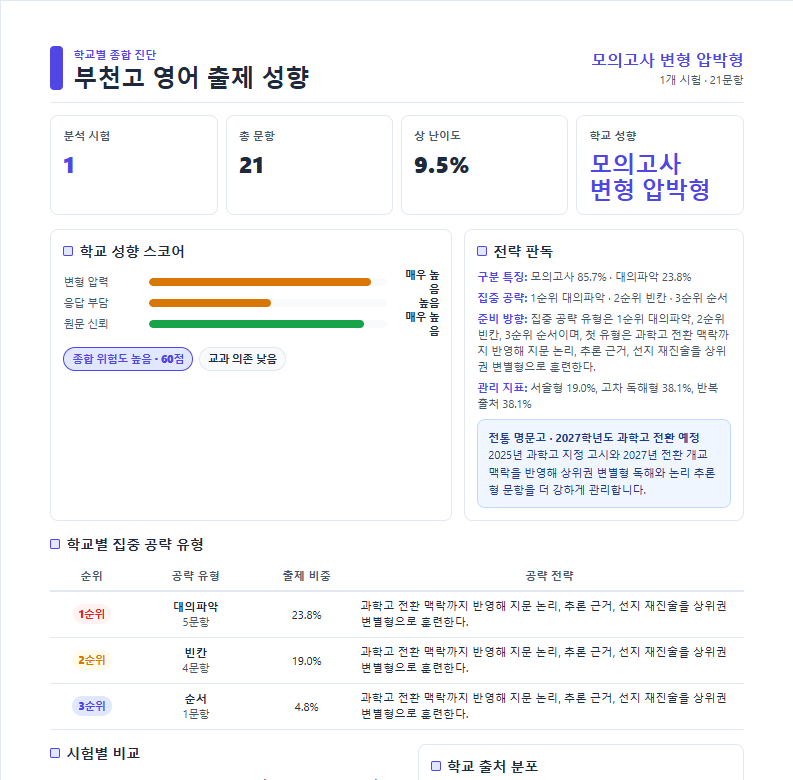 학교별 종합 진단
부천고 영어 출제 성향
모의고사 변형 압박형
1개 시험 · 21문항
분석 시험
1
총 문항
21
상 난이도
9.5%
학교 성향
모의고사
변형 압박형
학교 성향 스코어
변형 압력
매우 높
음
응답 부담
높음
원문 신뢰
매우 높
음
종합 위험도 높음 · 60점
교과 의존 낮음
전략 판독
구분 특징: 모의고사 85.7% · 대의파악 23.8%
집중 공략: 1순위 대의파악 · 2순위 빈칸 · 3순위 순서
준비 방향: 집중 공략 유형은 1순위 대의파악, 2순위
빈칸, 3순위 순서이며, 첫 유형은 과학고 전환 맥락까
지 반영해 지문 논리, 추론 근거, 선지 재진술을 상위
권 변별형으로 훈련한다.
관리 지표: 서술형 19.0%, 고차 독해형 38.1%, 반복
출처 38.1%
전통 명문고 · 2027학년도 과학고 전환 예정
2025년 과학고 지정 고시와 2027년 전환 개교
맥락을 반영해 상위권 변별형 독해와 논리 추론
형 문항을 더 강하게 관리합니다.
학교별 집중 공략 유형
순위
공략 유형
출제 비중
공략 전략
1순위
대의파악
5문항
23.8%
과학고 전환 맥락까지 반영해 지문 논리, 추론 근거, 선지 재진술을 상위권
변별형으로 훈련한다.
2순위
빈칸
4문항
19.0%
과학고 전환 맥락까지 반영해 지문 논리, 추론 근거, 선지 재진술을 상위권
변별형으로 훈련한다.
3순위
순서
1문항
4.8%
과학고 전환 맥락까지 반영해 지문 논리, 추론 근거, 선지 재진술을 상위권
변별형으로 훈련한다.
시험별 비교
학교 출처 분포